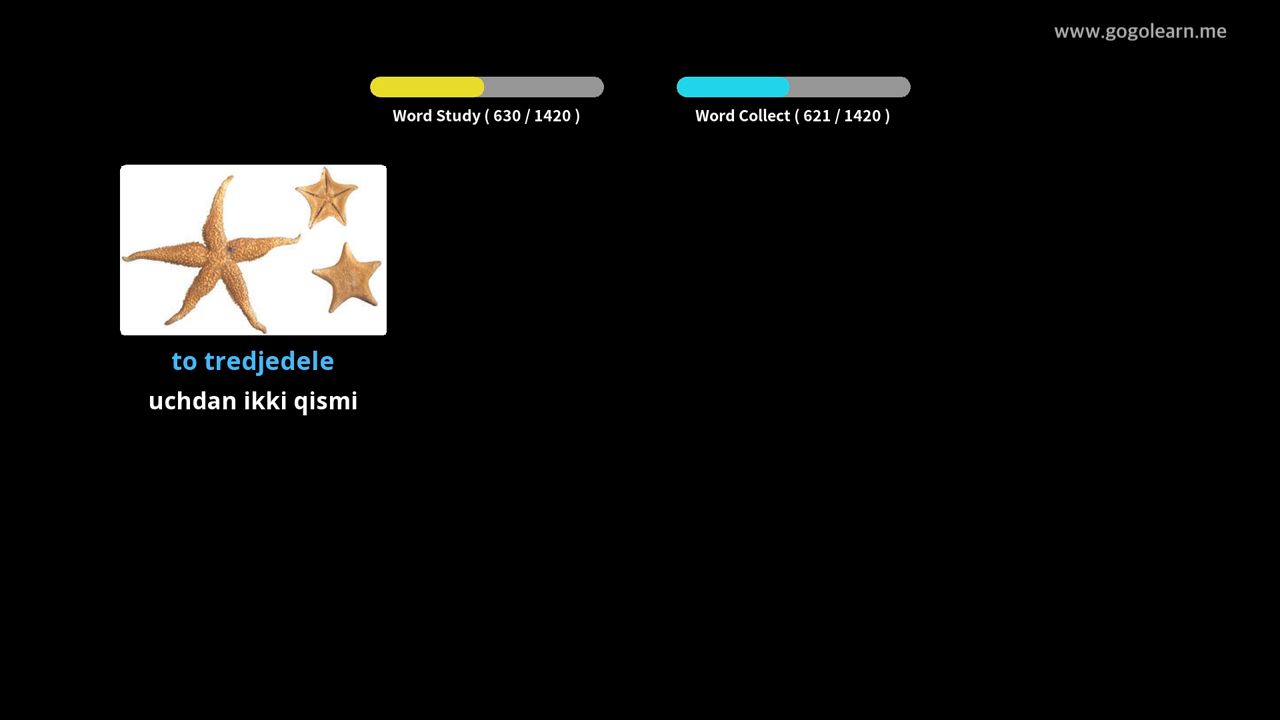 www.gogolearn.me
Word Study ( 630 / 1420 )
Word Collect ( 621 / 1420 )
to tredjedele
uchdan ikki qismi